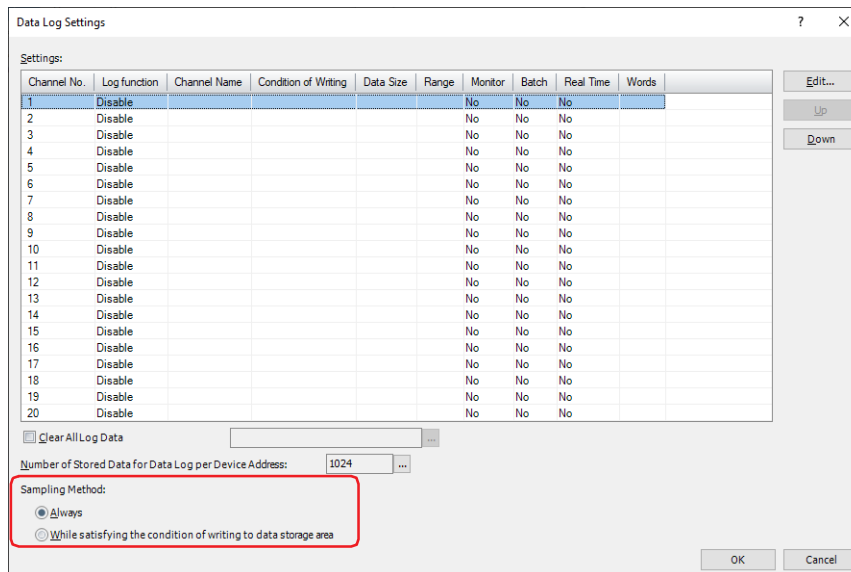 Data Log Settings ? ×
Settings:
Channel No. Log function Channel Name Condition of Writing Data Size Range Monitor Batch Real Time Words
1 Disable No No No
2 Disable No No No
3 Disable No No No
4 Disable No No No
5 Disable No No No
6 Disable No No No
7 Disable No No No
8 Disable No No No
9 Disable No No No
10 Disable No No No
11 Disable No No No
12 Disable No No No
13 Disable No No No
14 Disable No No No
15 Disable No No No
16 Disable No No No
17 Disable No No No
18 Disable No No No
19 Disable No No No
20 Disable No No No
Edit...
Up
Down
Clear All Log Data ...
Number of Stored Data for Data Log per Device Address: 1024 ...
Sampling Method:
Always
While satisfying the condition of writing to data storage area
OK Cancel